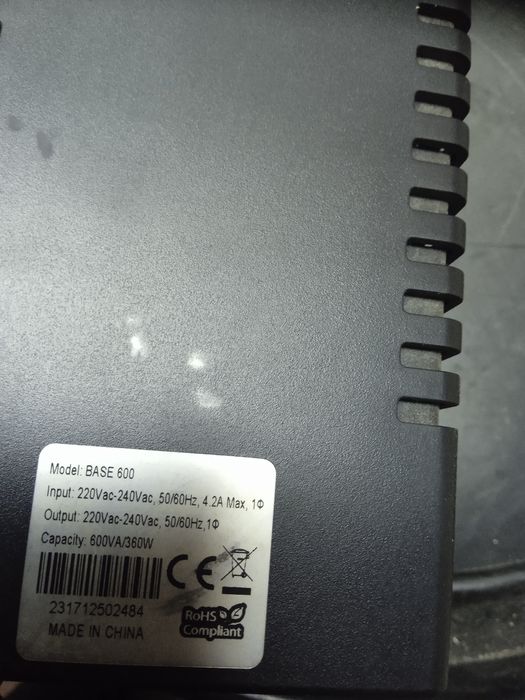 Model: BASE 600
Input: 220Vac-240Vac, 50/60Hz, 4.2A Max, 1Φ
Output: 220Vac-240Vac, 50/60Hz,1Φ
Capacity: 600VA/360W
CE
231712502484
MADE IN CHINA
RoHS
Compliant